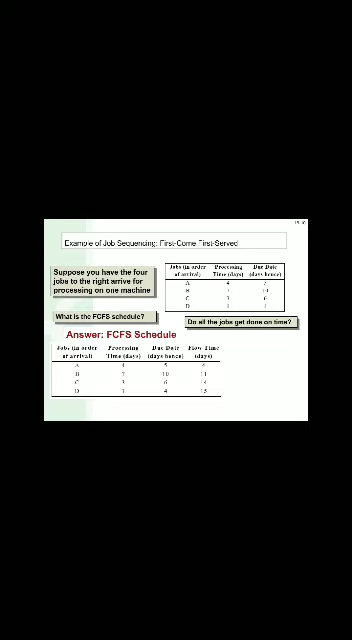 Example of Job Sequencing: First-Come First-Served
Suppose you have the four
jobs to the right arrive for
processing on one machine
Jobs (in order Processing Due Date
of arrival) Time (days) (days hence)
A 4 5
B 7 10
C 3 6
D 1
What is the FCFS schedule?
Do all the jobs get done on time?
Answer: FCFS Schedule
Jobs (in order Processing Due Date Flow Time
of arrival) Time (days) (days hence) (days)
A 4 5 4
B 7 10 11
C 3 6 14
D 1 4 15